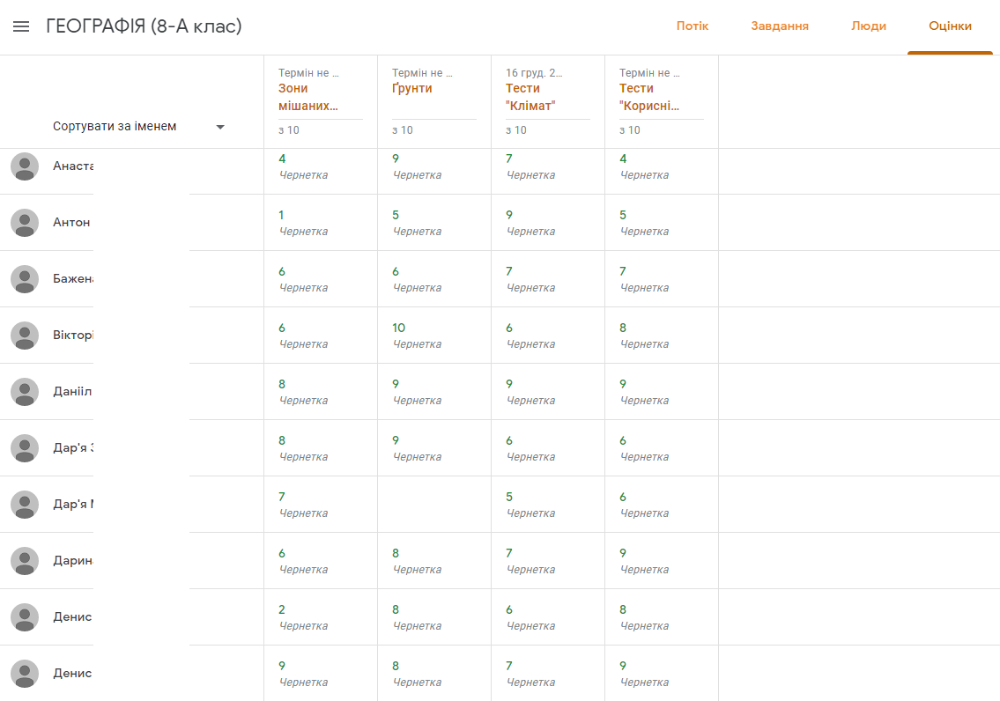 ГЕОГРАФІЯ (8-А клас)
Потік Завдання Люди Оцінки
Термін не ... Термін не ... 16 груд. 2... Термін не ...
Зони Ґрунти Тести Тести
мішаних... "Клімат" "Корисні...
Сортувати за іменем
з 10 з 10 з 10 з 10
Анаста 4 9 7 4
Чернетка Чернетка Чернетка Чернетка
Антон 1 5 9 5
Чернетка Чернетка Чернетка Чернетка
Бажена 6 6 7 7
Чернетка Чернетка Чернетка Чернетка
Вікторі 6 10 6 8
Чернетка Чернетка Чернетка Чернетка
Данііл 8 9 9 9
Чернетка Чернетка Чернетка Чернетка
Дар'я З 8 9 6 6
Чернетка Чернетка Чернетка Чернетка
Дар'я М 7 5 6
Чернетка Чернетка Чернетка
Дарина 6 8 7 9
Чернетка Чернетка Чернетка Чернетка
Денис 2 8 6 8
Чернетка Чернетка Чернетка Чернетка
Денис 9 8 7 9
Чернетка Чернетка Чернетка Чернетка